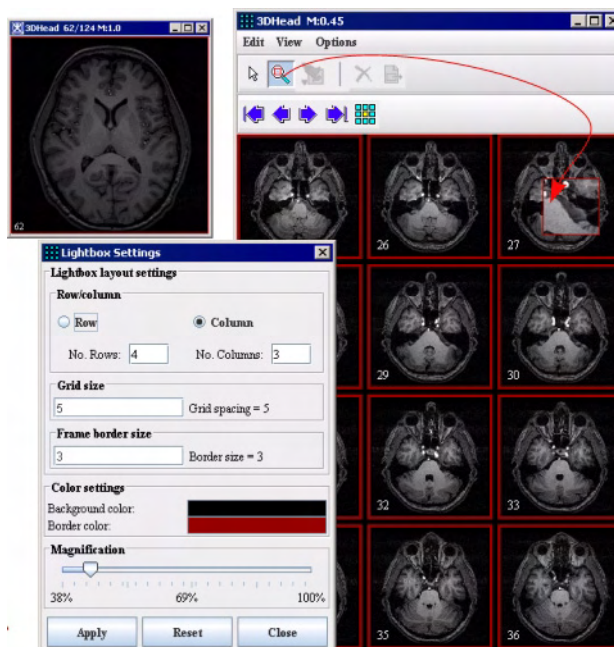 3DHead 62/124 M:1.0
62
3DHead M:0.45
Edit View Options
26
27
29
30
32
33
35
36
Lightbox Settings
Lightbox layout settings
Row/column
Row
Column
No. Rows: 4
No. Columns: 3
Grid size
5
Grid spacing = 5
Frame border size
3
Border size = 3
Color settings
Background color:
Border color:
Magnification
38% 69% 100%
Apply Reset Close